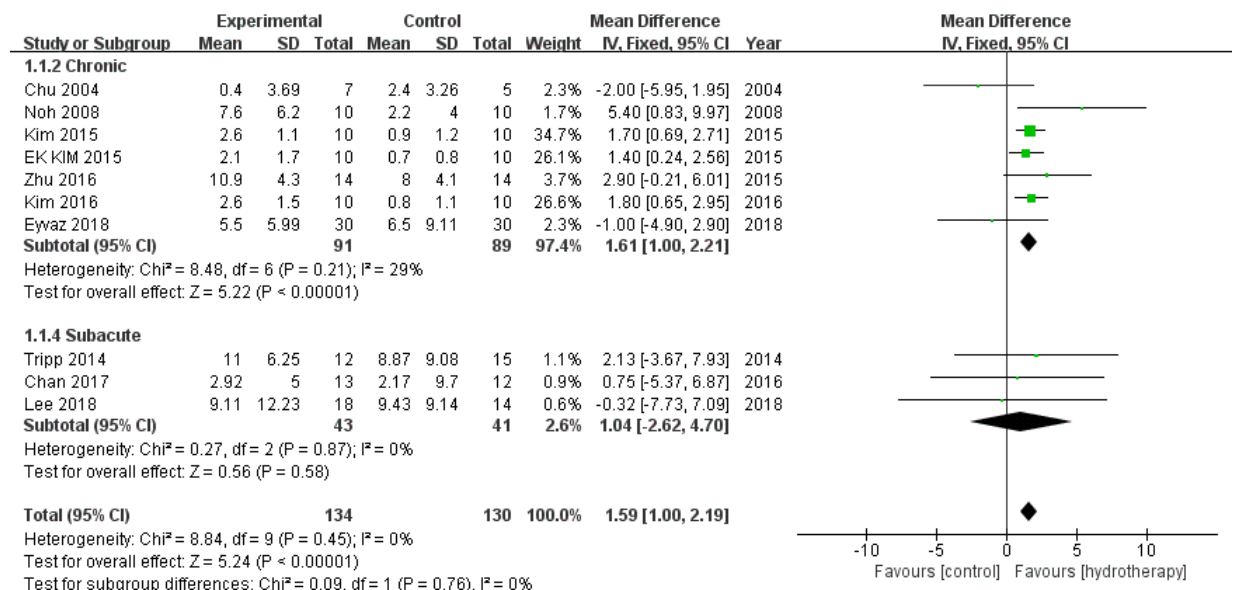 Experimental Control Mean Difference Mean Difference
Study or Subgroup Mean SD Total Mean SD Total Weight IV, Fixed, 95% CI Year IV, Fixed, 95% CI
1.1.2 Chronic
Chu 2004 0.4 3.69 7 2.4 3.26 5 2.3% -2.00 [-5.95, 1.95] 2004
Noh 2008 7.6 6.2 10 2.2 4 10 1.7% 5.40 [0.83, 9.97] 2008
Kim 2015 2.6 1.1 10 0.9 1.2 10 34.7% 1.70 [0.69, 2.71] 2015
EK KIM 2015 2.1 1.7 10 0.7 0.8 10 26.1% 1.40 [0.24, 2.56] 2015
Zhu 2016 10.9 4.3 14 8 4.1 14 3.7% 2.90 [-0.21, 6.01] 2015
Kim 2016 2.6 1.5 10 0.8 1.1 10 26.6% 1.80 [0.65, 2.95] 2016
Eyvaz 2018 5.5 5.99 30 6.5 9.11 30 2.3% -1.00 [-4.90, 2.90] 2018
Subtotal (95% CI) 91 89 97.4% 1.61 [1.00, 2.21]
Heterogeneity: Chi² = 8.48, df = 6 (P = 0.21); I² = 29%
Test for overall effect: Z = 5.22 (P < 0.00001)
1.1.4 Subacute
Tripp 2014 11 6.25 12 8.87 9.08 15 1.1% 2.13 [-3.67, 7.93] 2014
Chan 2017 2.92 5 13 2.17 9.7 12 0.9% 0.75 [-5.37, 6.87] 2016
Lee 2018 9.11 12.23 18 9.43 9.14 14 0.6% -0.32 [-7.73, 7.09] 2018
Subtotal (95% CI) 43 41 2.6% 1.04 [-2.62, 4.70]
Heterogeneity: Chi² = 0.27, df = 2 (P = 0.87); I² = 0%
Test for overall effect: Z = 0.56 (P = 0.58)
Total (95% CI) 134 130 100.0% 1.59 [1.00, 2.19]
Heterogeneity: Chi² = 8.84, df = 9 (P = 0.45); I² = 0%
Test for overall effect: Z = 5.24 (P < 0.00001)
Test for subgroup differences: Chi² = 0.09, df = 1 (P = 0.76), I² = 0%
-10 -5 0 5 10
Favours [control] Favours [hydrotherapy]